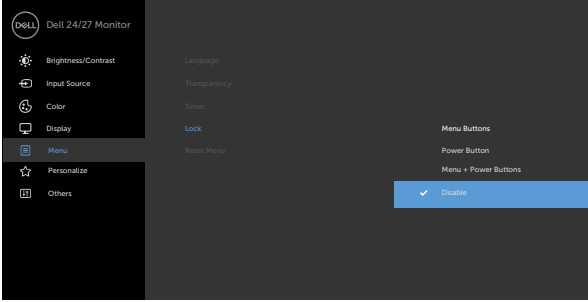 DELL
Dell 24/27 Monitor
Brightness/Contrast
Input Source
Color
Display
Menu
Personalize
Others
Language
Transparency
Timer
Lock
Reset Menu
Menu Buttons
Power Button
Menu + Power Buttons
Disable